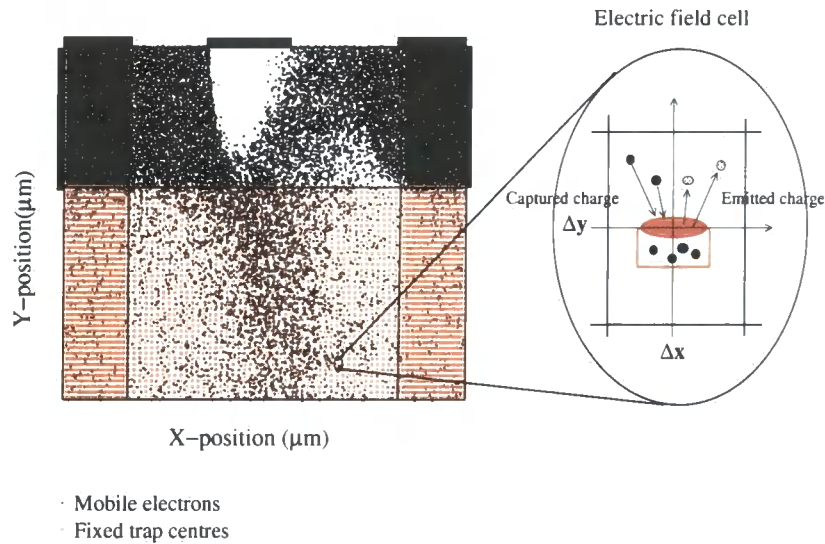 Electric field cell
Captured charge
Emitted charge
Δy
Δx
Y−position(μm)
X−position (μm)
· Mobile electrons
· Fixed trap centres